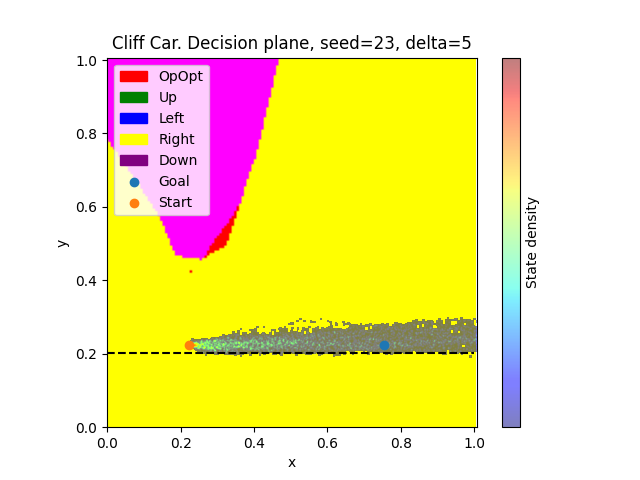 Cliff Car. Decision plane, seed=23, delta=5
1.0
0.8
0.6
0.4
0.2
0.0
y
OpOpt
Up
Left
Right
Down
Goal
Start
0.0 0.2 0.4 0.6 0.8 1.0
x
State density